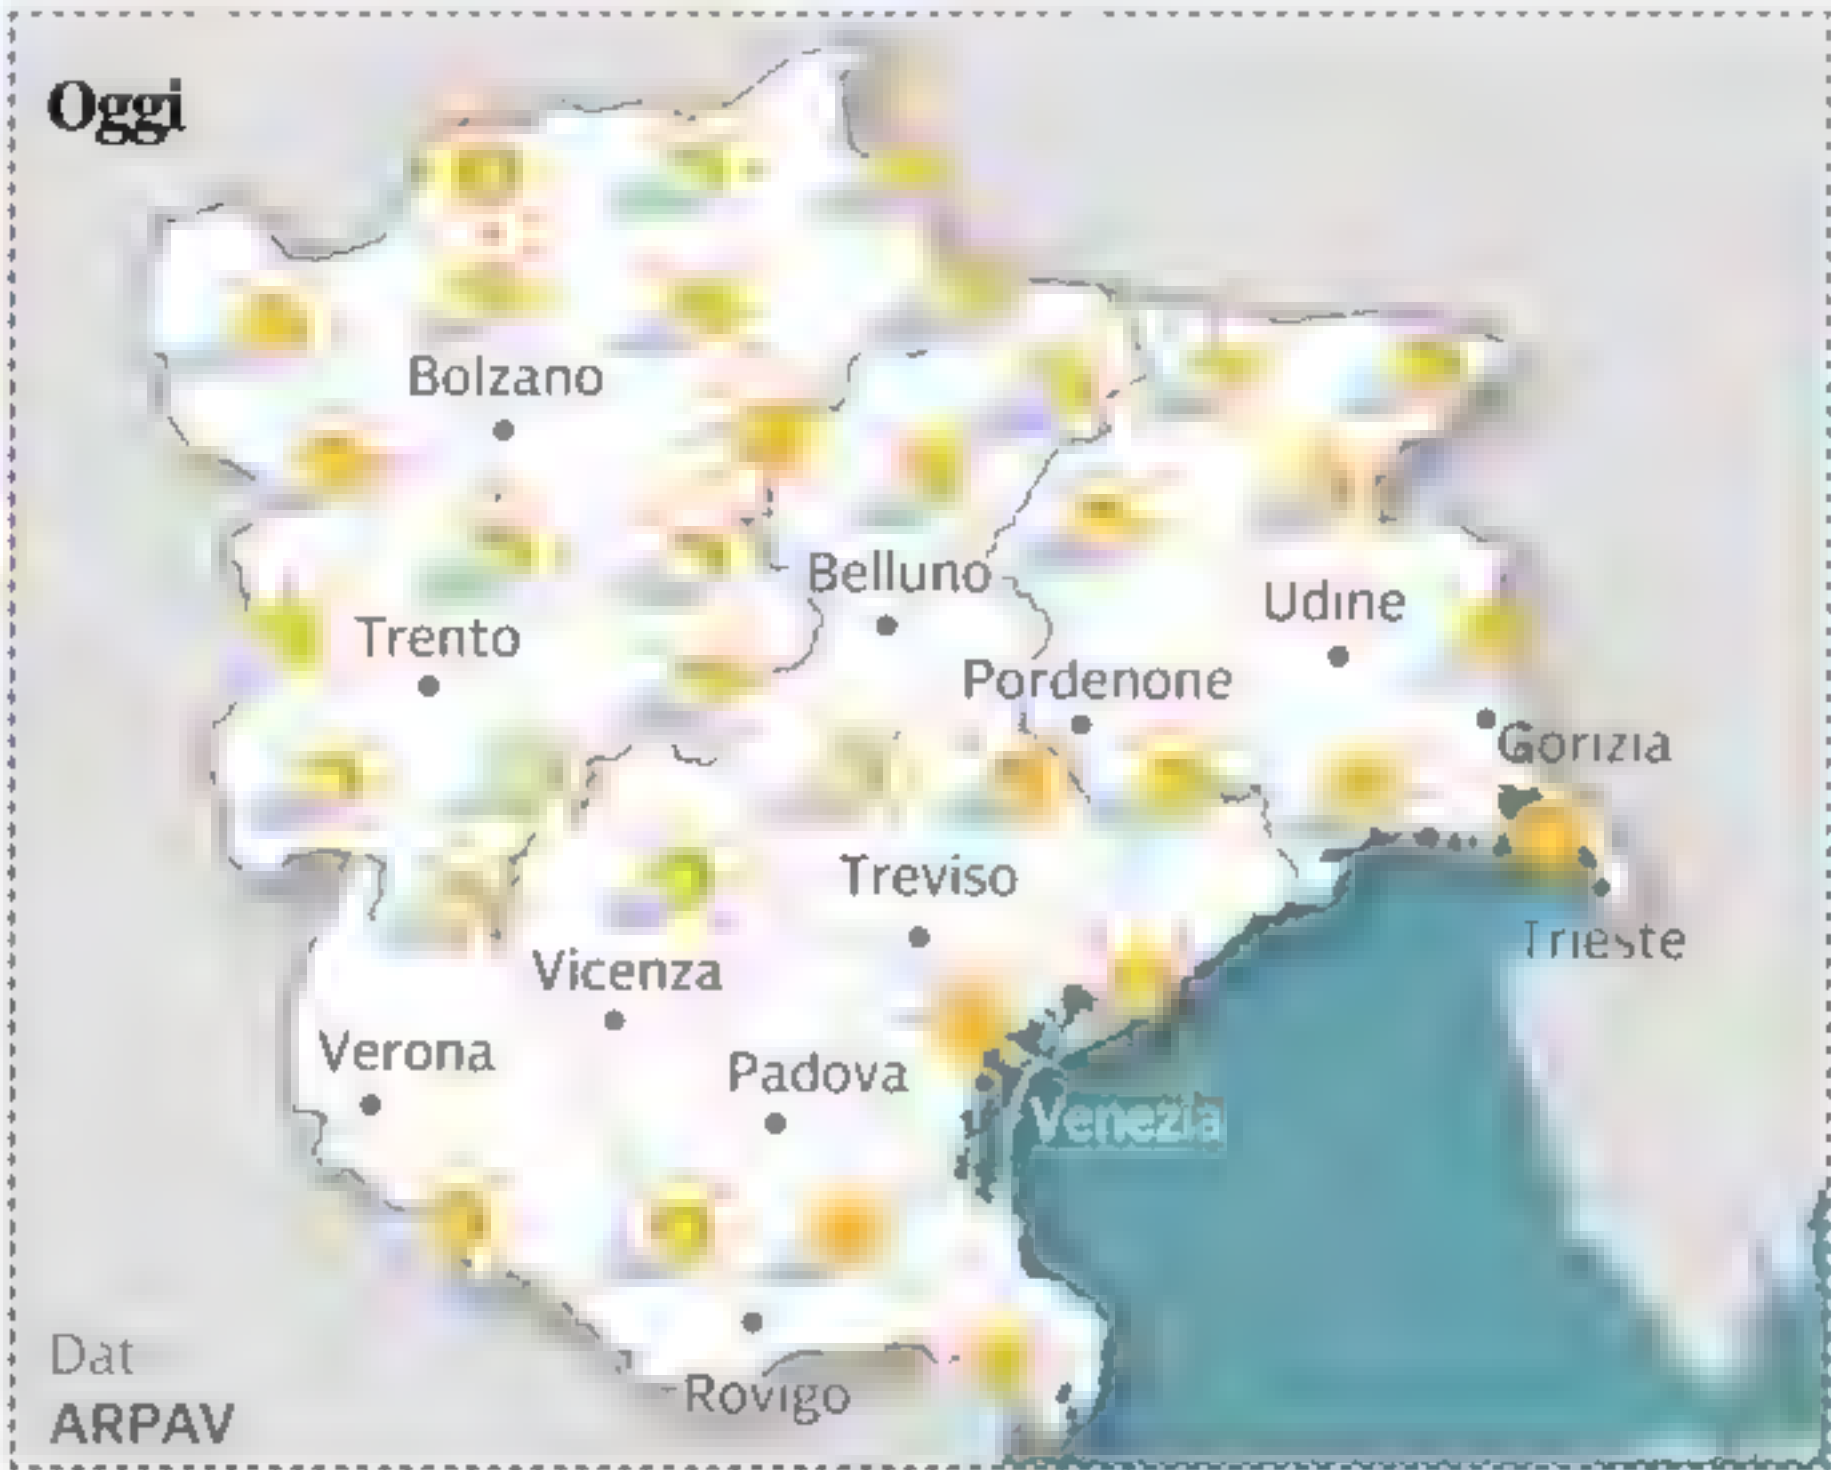 Oggi
Bolzano
Belluno
Udine
Trento
Pordenone
Gorizia
Treviso
Trieste
Vicenza
Verona
Padova
Venezia
Rovigo
Dat
ARPAV